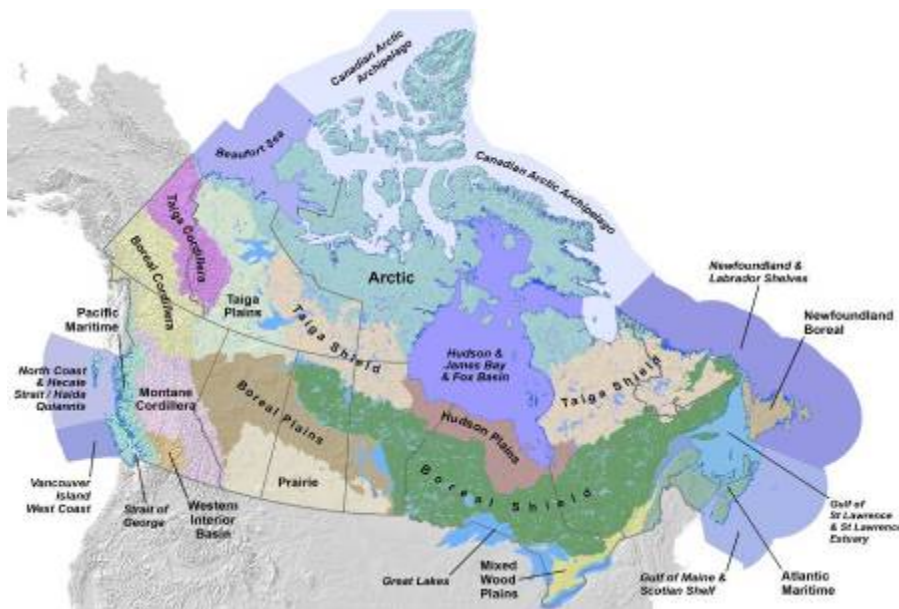 Canadian Arctic
Archipelago
Beaufort Sea
Canadian Arctic Archipelago
Taiga Cordillera
Boreal Cordillera
Arctic
Newfoundland &
Labrador Shelves
Taiga
Plains
Taiga Shield
Pacific
Maritime
Newfoundland
Boreal
Hudson &
James Bay
& Fox Basin
Taiga Shield
North Coast
& Hecate
Strait / Haida
Quiannis
Montane
Cordillera
Boreal Plains
Hudson Plains
Prairie
Boreal Shield
Vancouver
Island
West Coast
Strait of
George
Western
Interior
Basin
Gulf of
St Lawrence
& St Lawrence
Estuary
Great Lakes
Mixed
Wood
Plains
Gulf of Maine &
Scotian Shelf
Atlantic
Maritime